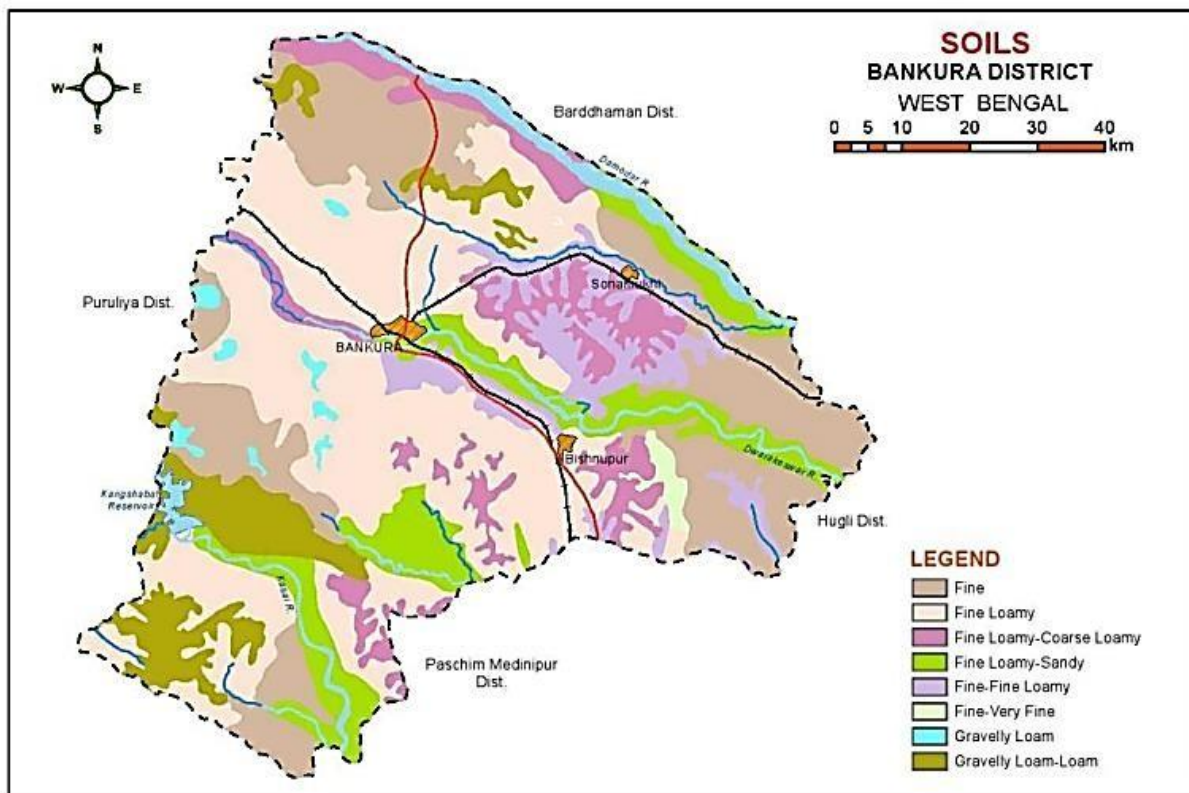 SOILS
BANKURA DISTRICT
WEST BENGAL
0 2 5 10 20 30 40
km
N
W E
S
Barddhaman Dist.
Damodar R.
Sonamukhi
Puruliya Dist.
BANKURA
Bishnupur
Dwarakeswar R.
Kangshabati
Reservoir
Hugli Dist.
Kasai R.
Paschim Medinipur
Dist.
LEGEND
Fine
Fine Loamy
Fine Loamy-Coarse Loamy
Fine Loamy-Sandy
Fine-Fine Loamy
Fine-Very Fine
Gravelly Loam
Gravelly Loam-Loam